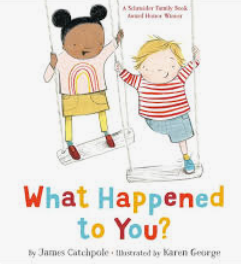 A Schneider Family Book
Award Honor Winner
What Happened
to You?
By James Catchpole • Illustrated by Karen George